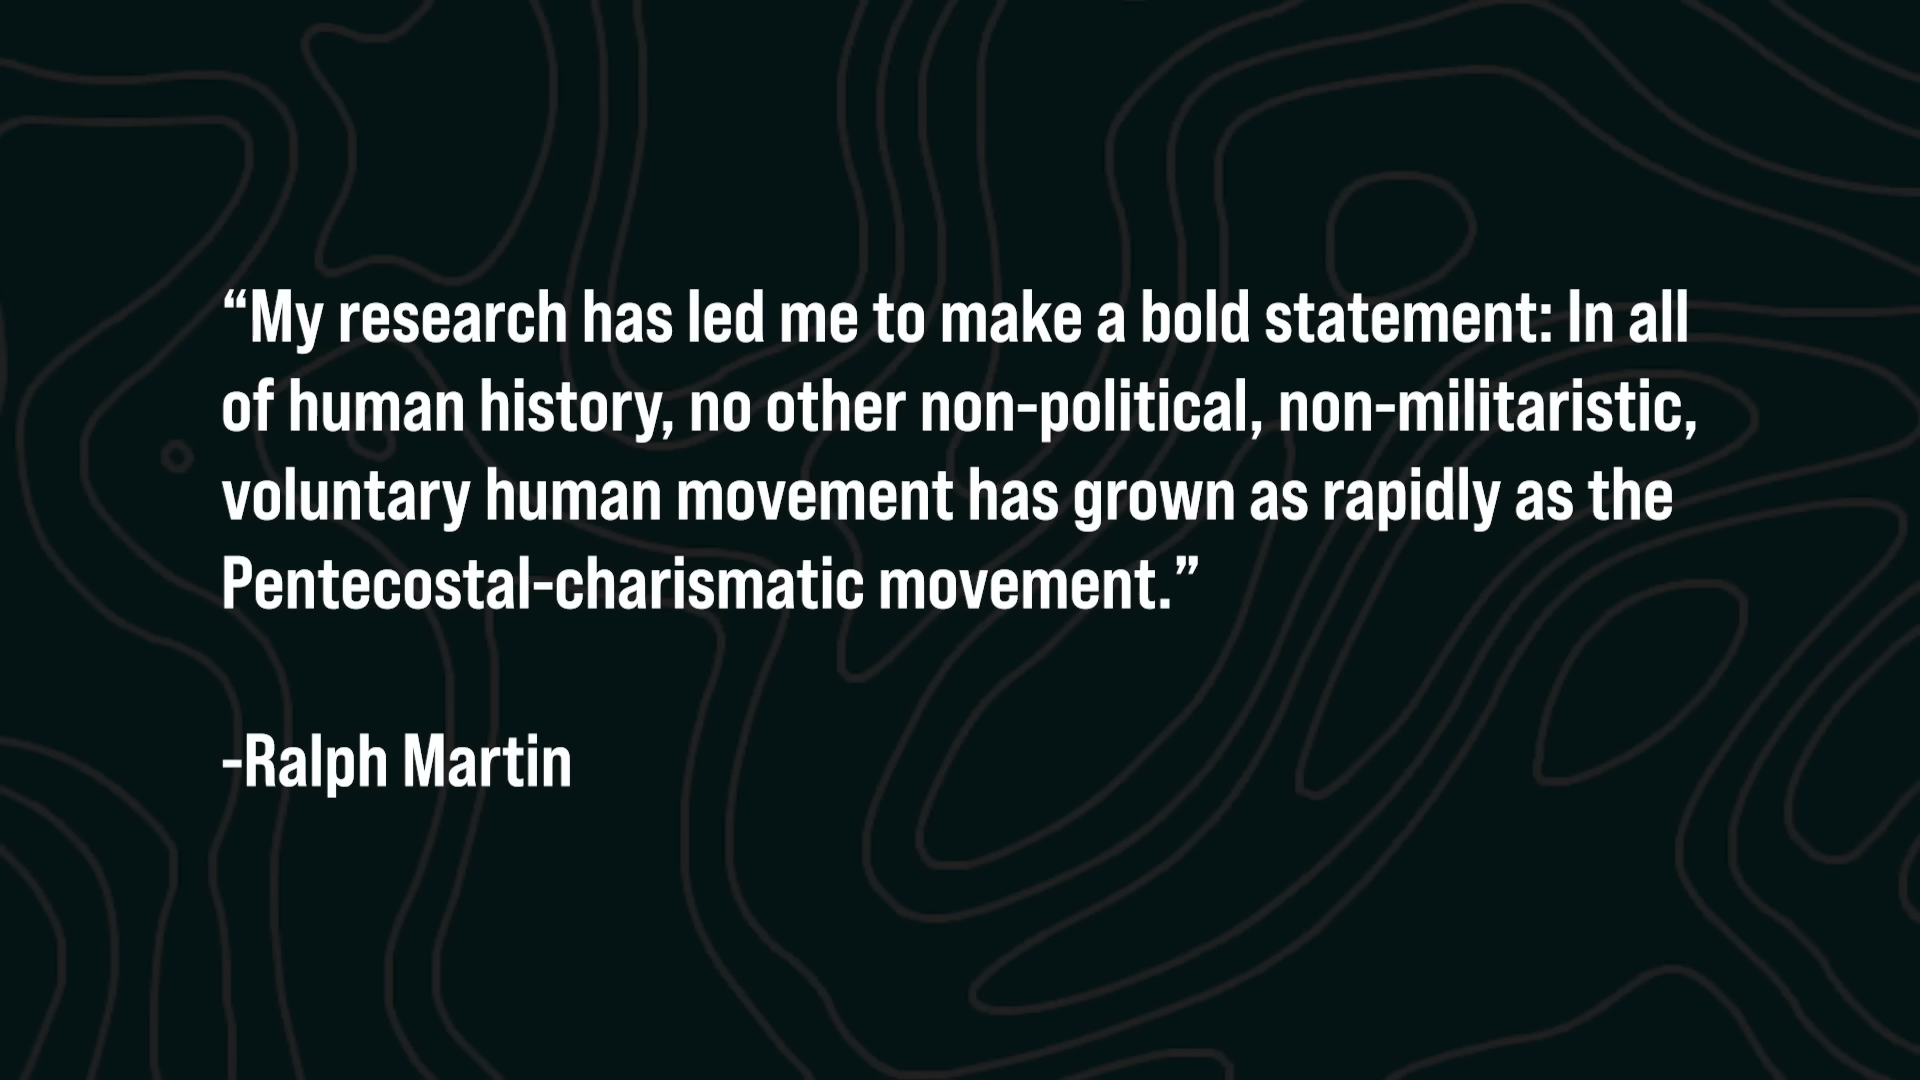 “My research has led me to make a bold statement: In all
of human history, no other non-political, non-militaristic,
voluntary human movement has grown as rapidly as the
Pentecostal-charismatic movement.”
-Ralph Martin